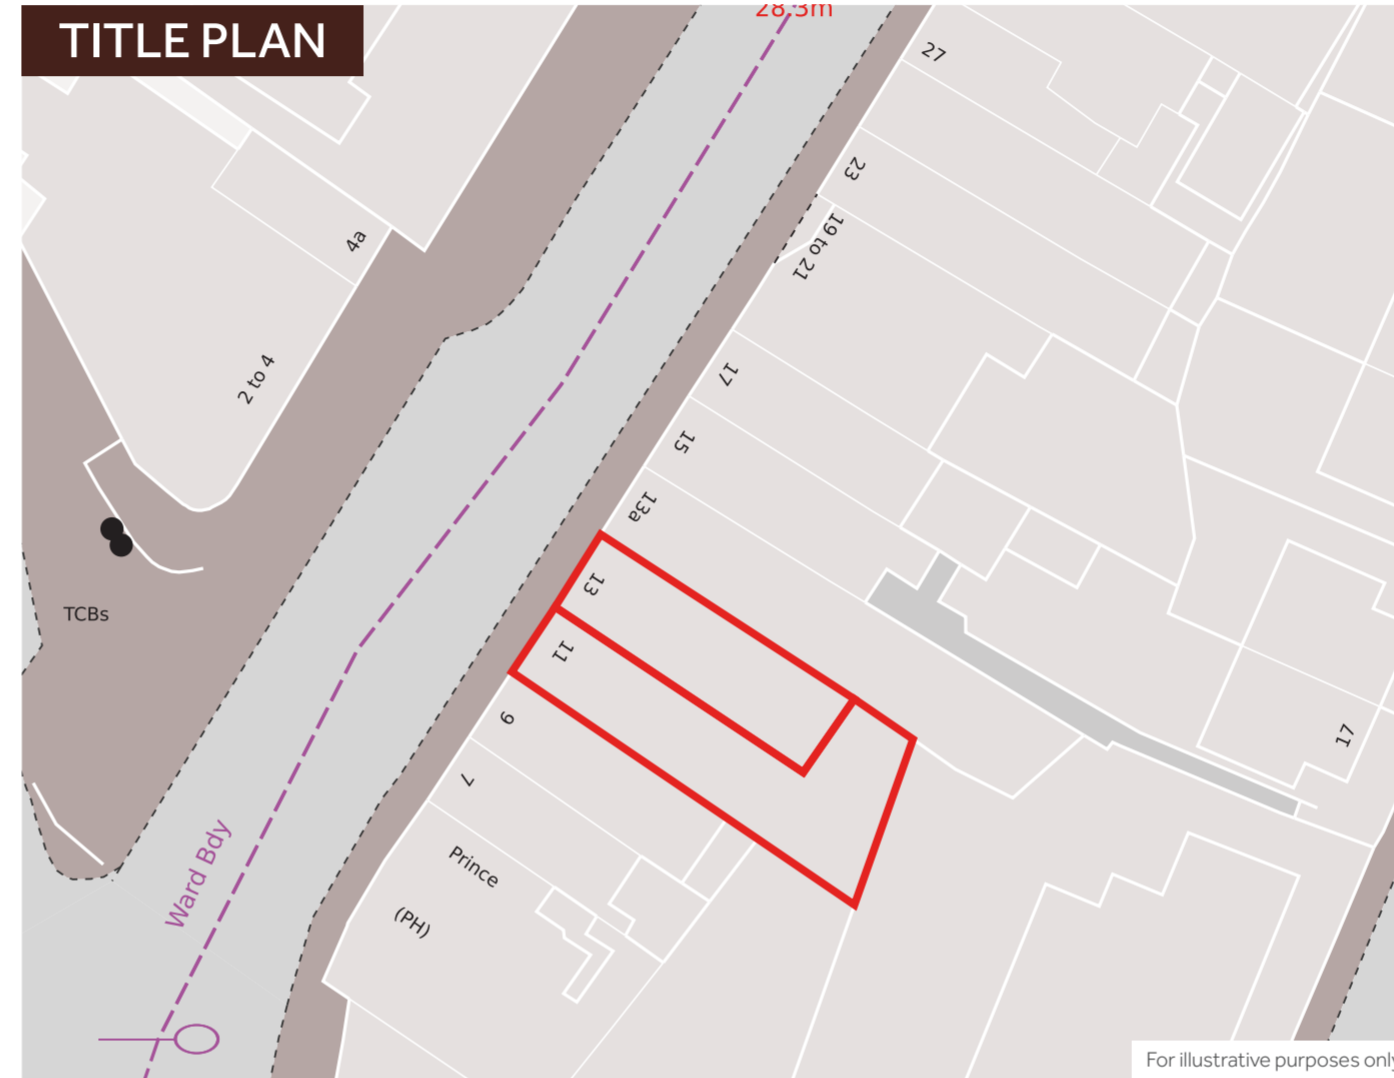 TITLE PLAN
28.3m
27
23
19 to 21
4a
2 to 4
17
15
13a
13
11
TCBs
9
7
17
Prince
(PH)
Ward Bdy
For illustrative purposes only